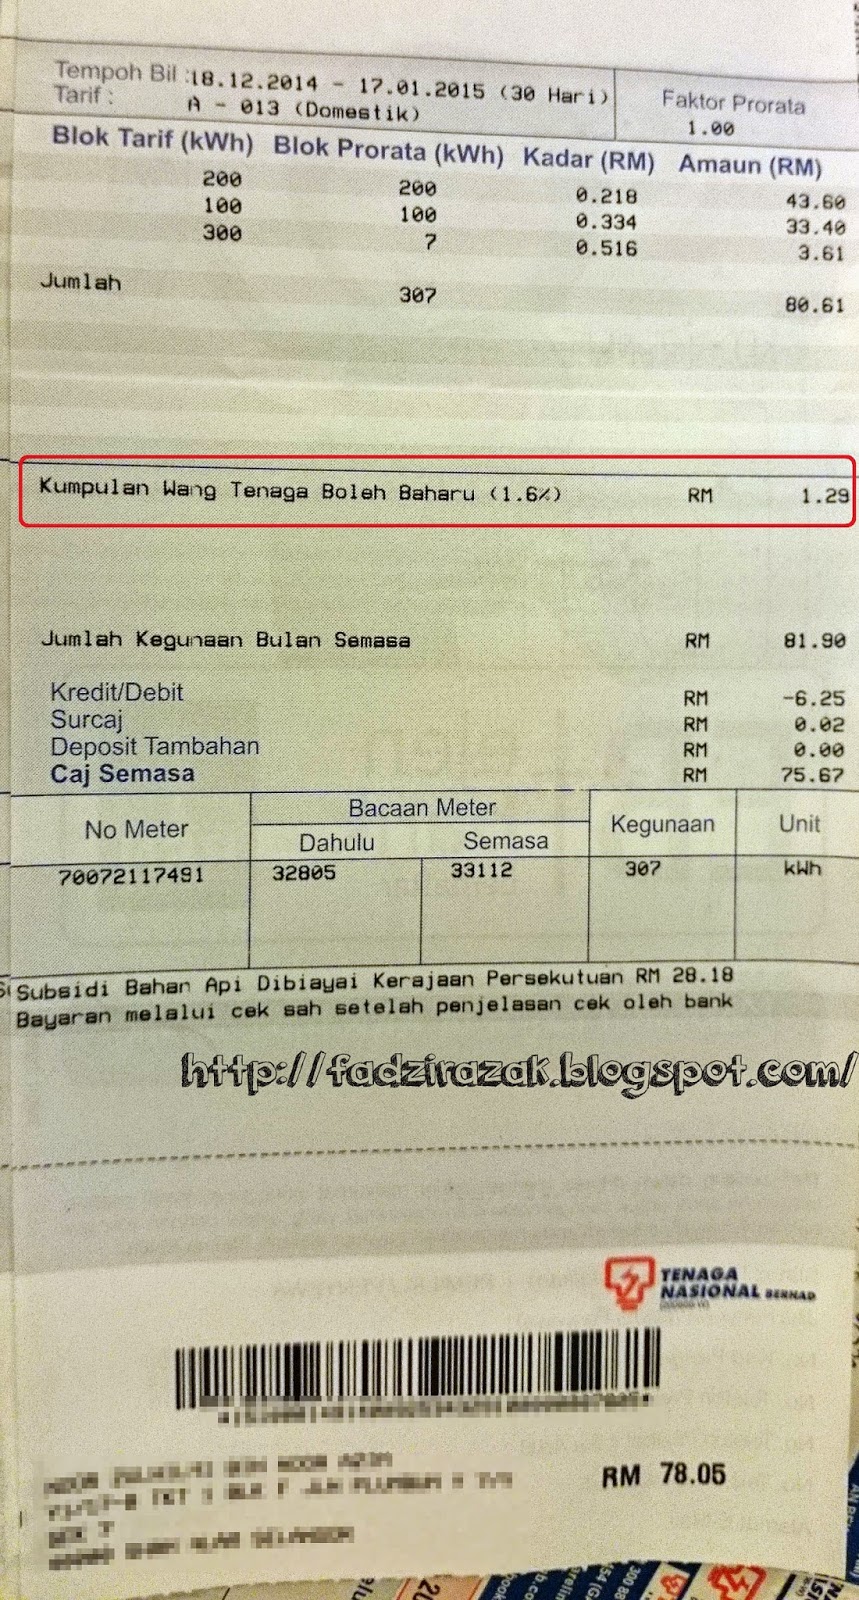 Tempoh Bil : 18.12.2014 - 17.01.2015 (30 Hari) Faktor Prorata
Tarif : A - 013 (Domestik) 1.00
Blok Tarif (kWh) Blok Prorata (kWh) Kadar (RM) Amaun (RM)
200 200 0.218 43.60
100 100 0.334 33.40
300 7 0.516 3.61
Jumlah 307 80.61
Kumpulan Wang Tenaga Boleh Baharu (1.6%) RM 1.29
Jumlah Kegunaan Bulan Semasa RM 81.90
Kredit/Debit RM -6.25
Surcaj RM 0.02
Deposit Tambahan RM 0.00
Caj Semasa RM 75.67
No Meter Bacaan Meter Kegunaan Unit
Dahulu Semasa
70072117491 32805 33112 307 kWh
Subsidi Bahan Api Dibiayai Kerajaan Persekutuan RM 28.18
Bayaran melalui cek sah setelah penjelasan cek oleh bank
http://fadzirazak.blogspot.com/
TENAGA
NASIONAL BERHAD
RM 78.05